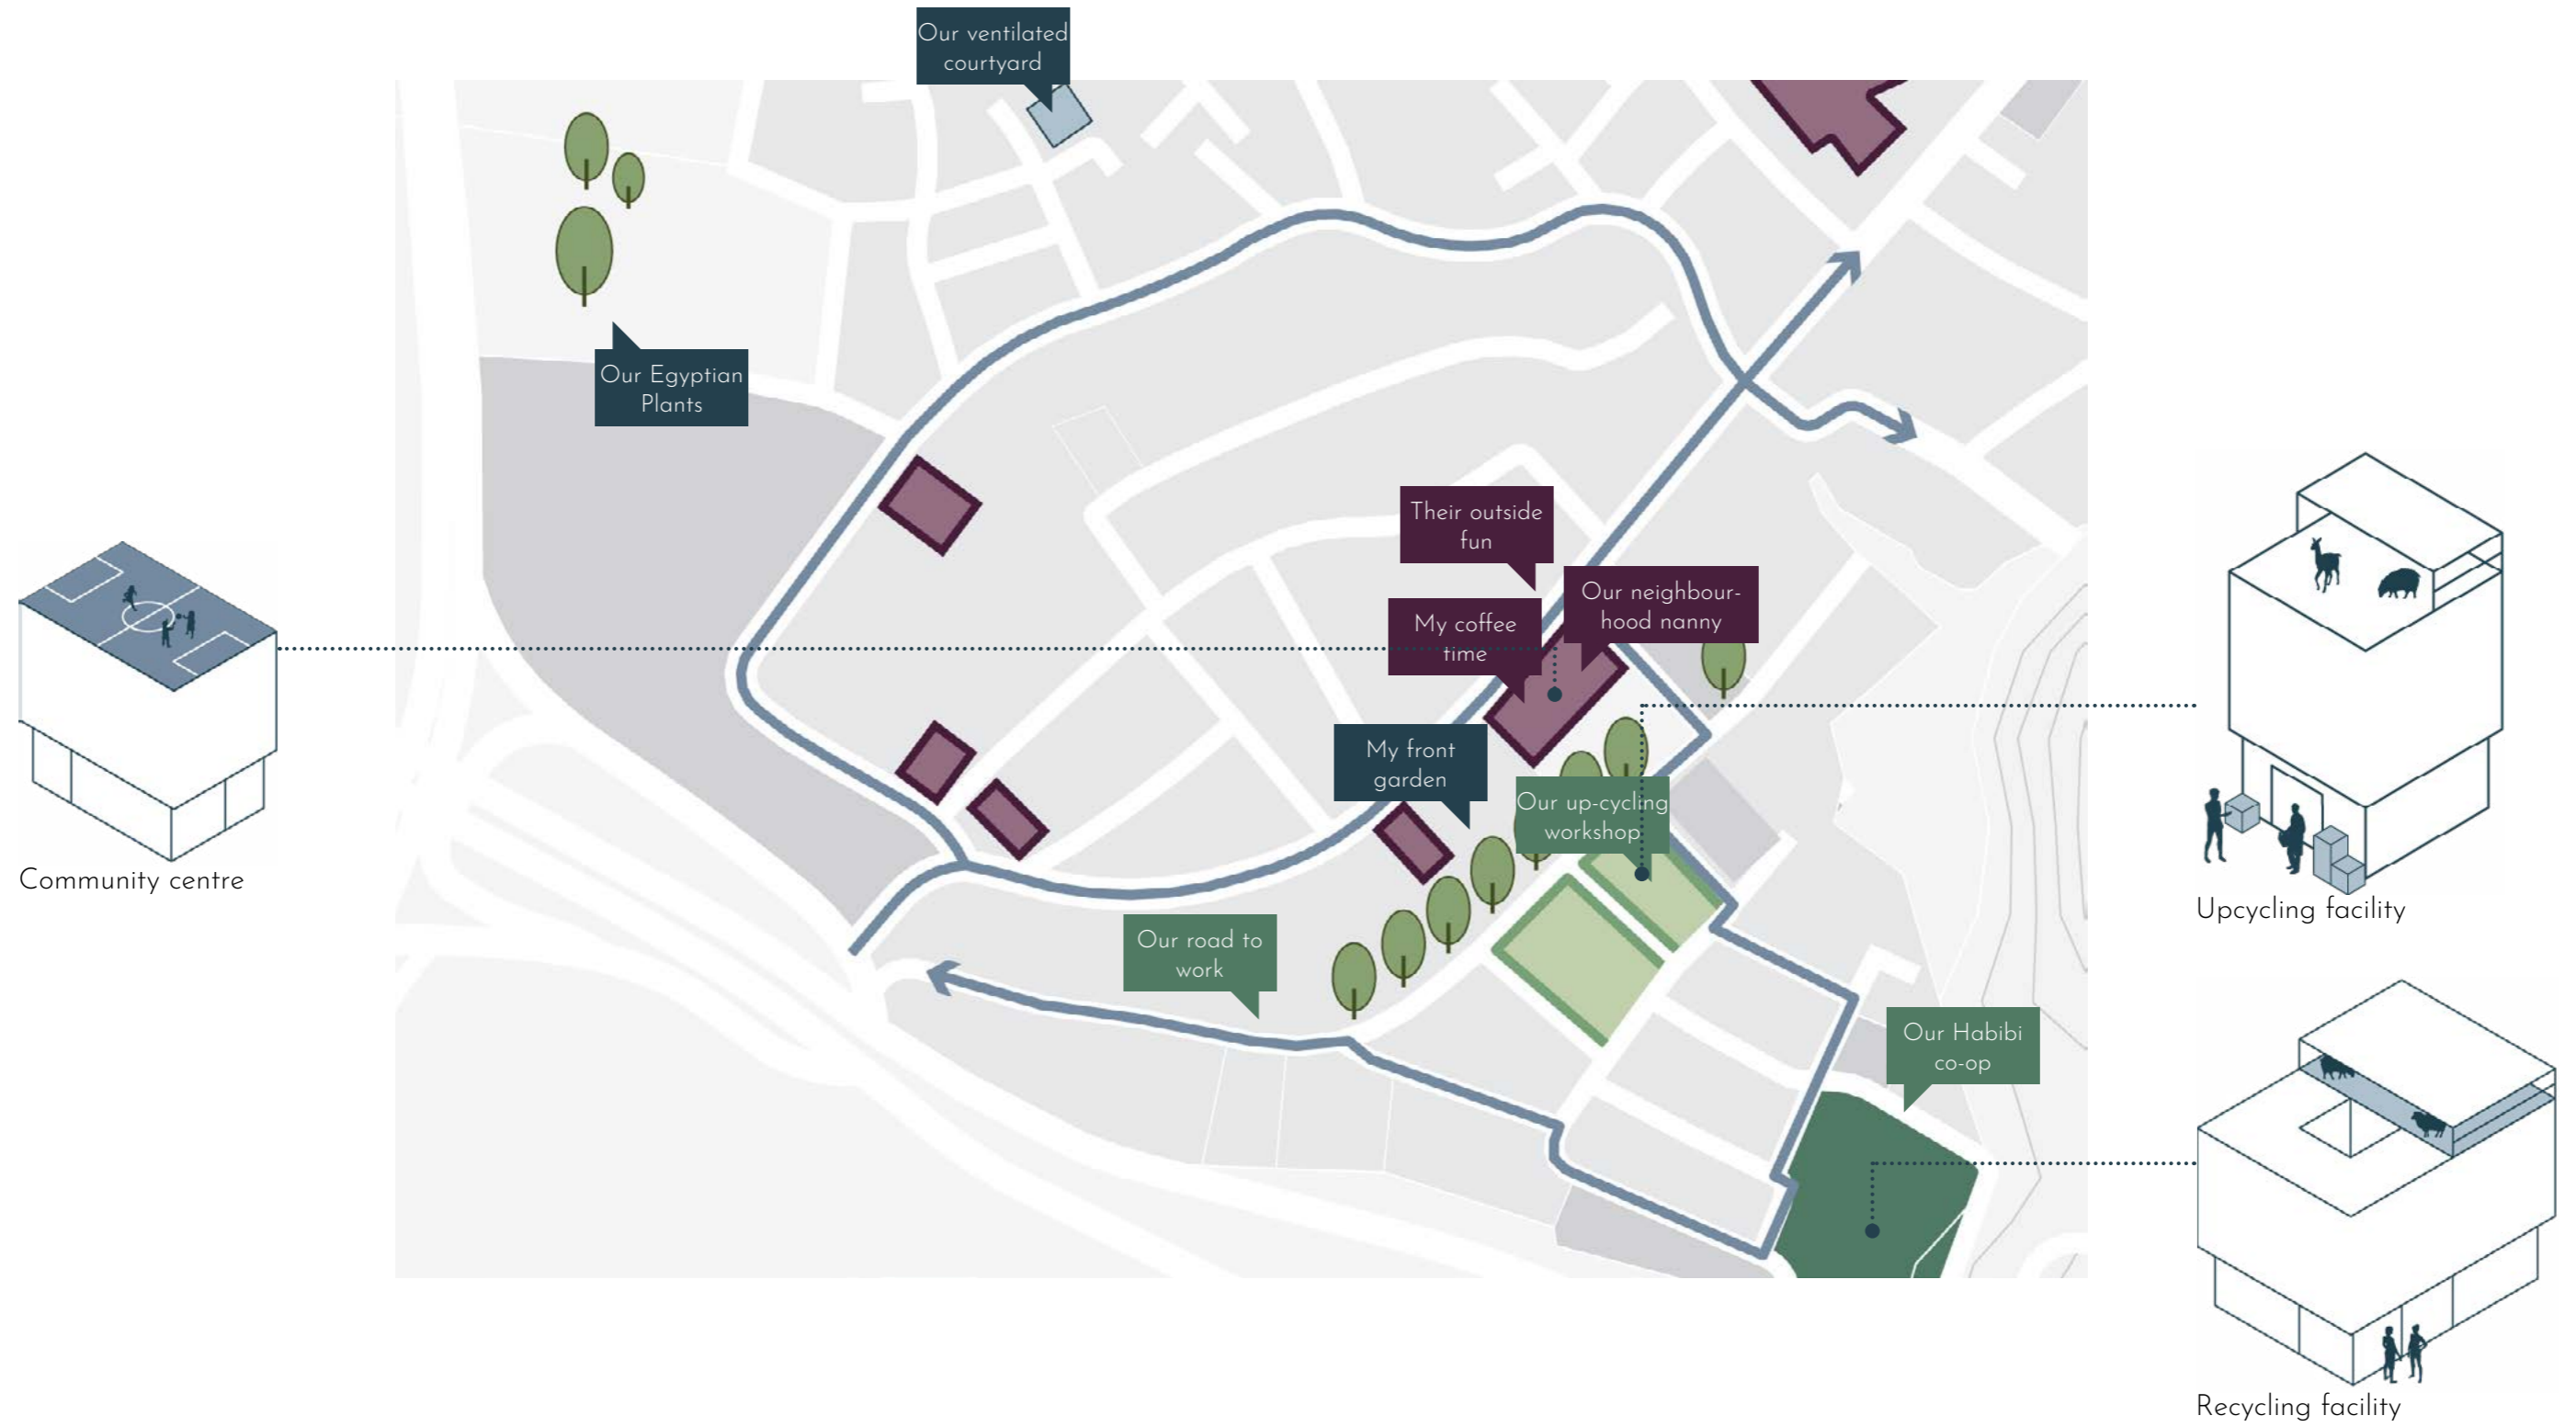 Our ventilated
courtyard
Our Egyptian
Plants
Their outside
fun
Our neighbour-
hood nanny
My coffee
time
My front
garden
Our up-cycling
workshop
Community centre
Upcycling facility
Our road to
work
Our Habibi
co-op
Recycling facility